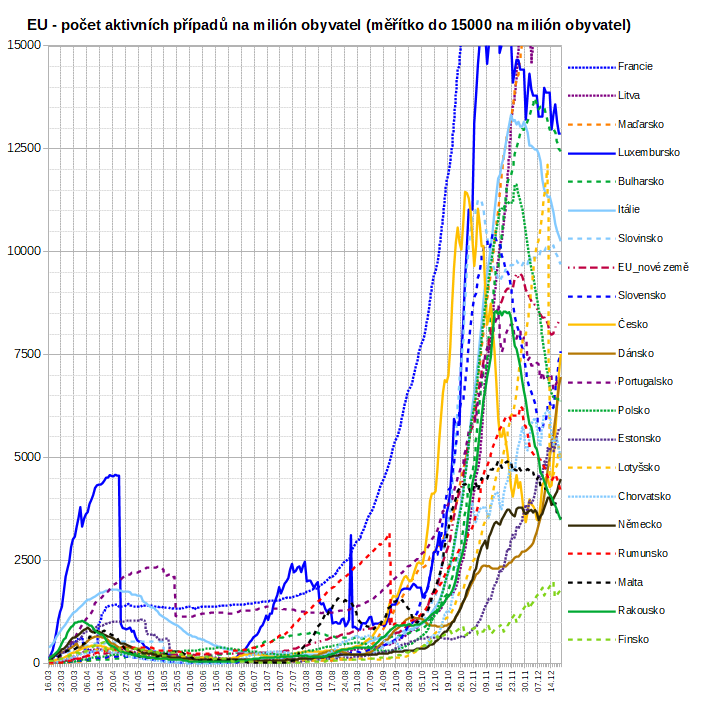 EU - počet aktivních případů na milión obyvatel (měřítko do 15000 na milión obyvatel)
15000
12500
10000
7500
5000
2500
0
16.03
23.03
30.03
06.04
13.04
20.04
27.04
04.05
11.05
18.05
25.05
01.06
08.06
15.06
22.06
29.06
06.07
13.07
20.07
27.07
03.08
10.08
17.08
24.08
31.08
07.09
14.09
21.09
28.09
05.10
12.10
19.10
26.10
02.11
09.11
16.11
23.11
30.11
07.12
14.12
Francie
Litva
Maďarsko
Luxembursko
Bulharsko
Itálie
Slovinsko
EU_nové země
Slovensko
Česko
Dánsko
Portugalsko
Polsko
Estonsko
Lotyšsko
Chorvatsko
Německo
Rumunsko
Malta
Rakousko
Finsko